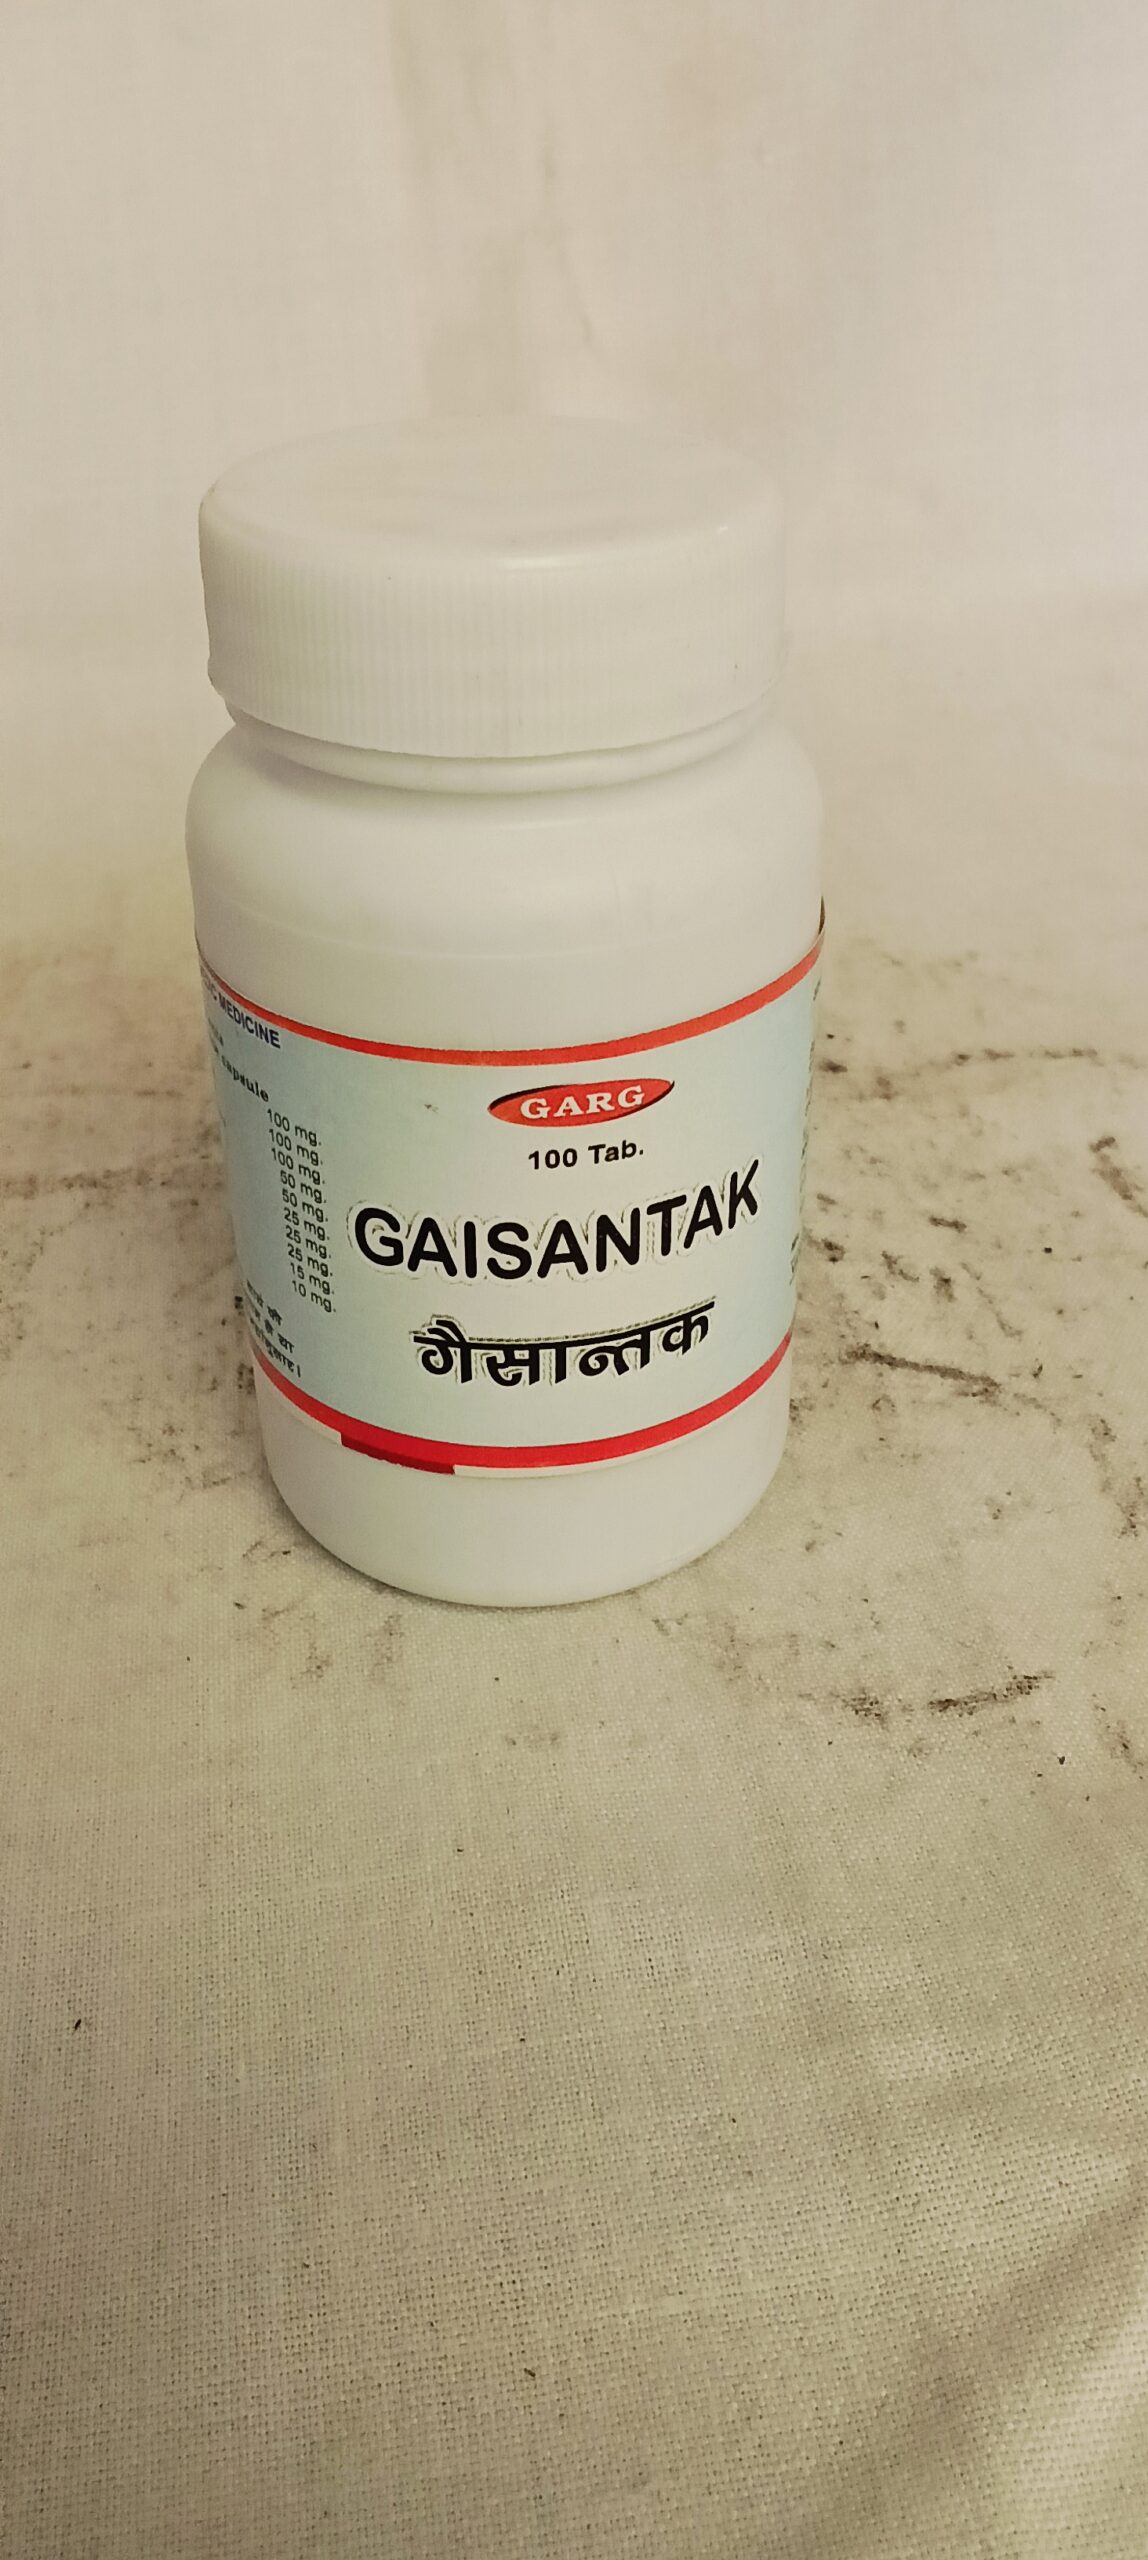 MEDICINE
capsule
100 mg.
100 mg.
100 mg.
50 mg.
50 mg.
25 mg.
25 mg.
25 mg.
15 mg.
10 mg.
GARG
100 Tab.
GAISANTAK
गैसान्तक